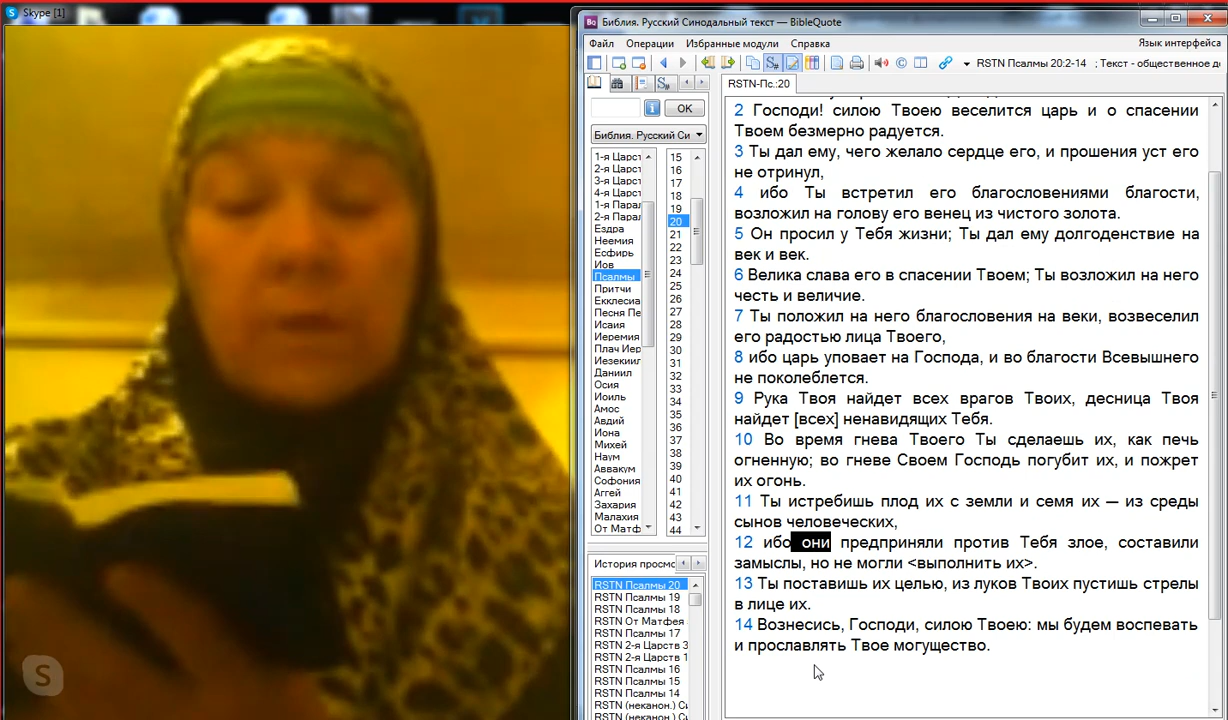 Skype [1]
Библия. Русский Синодальный текст — BibleQuote
Файл Операции Избранные модули Справка Язык интерфейса
RSTN Псалмы 20:2-14 ; Текст - общественное до
RSTN-Пс.:20
OK
Библия. Русский Си
1-я Царст
2-я Царст
3-я Царст
4-я Царст
1-я Парал
2-я Парал
Ездра
Неемия
Есфирь
Иов
Псалмы
Притчи
Екклесиа
Песня Пе
Исаия
Иеремия
Плач Иер
Иезекиил
Даниил
Осия
Иоиль
Амос
Авдий
Иона
Михей
Наум
Аввакум
Софония
Аггей
Захария
Малахия
От Матф
15
16
17
18
19
20
21
22
23
24
25
26
27
28
29
30
31
32
33
34
35
36
37
38
39
40
41
42
43
44
История просмо
RSTN Псалмы 20
RSTN Псалмы 19
RSTN Псалмы 18
RSTN От Матфея
RSTN Псалмы 17
RSTN 2-я Царств 3
RSTN 2-я Царств 1
RSTN Псалмы 16
RSTN Псалмы 15
RSTN Псалмы 14
RSTN (неканон.) Си
2 Господи! силою Твоею веселится царь и о спасении
Твоем безмерно радуется.
3 Ты дал ему, чего желало сердце его, и прошения уст его
не отринул,
4 ибо Ты встретил его благословениями благости,
возложил на голову его венец из чистого золота.
5 Он просил у Тебя жизни; Ты дал ему долгоденствие на
век и век.
6 Велика слава его в спасении Твоем; Ты возложил на него
честь и величие.
7 Ты положил на него благословения на веки, возвеселил
его радостью лица Твоего,
8 ибо царь уповает на Господа, и во благости Всевышнего
не поколеблется.
9 Рука Твоя найдет всех врагов Твоих, десница Твоя
найдет [всех] ненавидящих Тебя.
10 Во время гнева Твоего Ты сделаешь их, как печь
огненную; во гневе Своем Господь погубит их, и пожрет
их огонь.
11 Ты истребишь плод их с земли и семя их — из среды
сынов человеческих,
12 ибо они предприняли против Тебя злое, составили
замыслы, но не могли <выполнить их>.
13 Ты поставишь их целью, из луков Твоих пустишь стрелы
в лице их.
14 Вознесись, Господи, силою Твоею: мы будем воспевать
и прославлять Твое могущество.